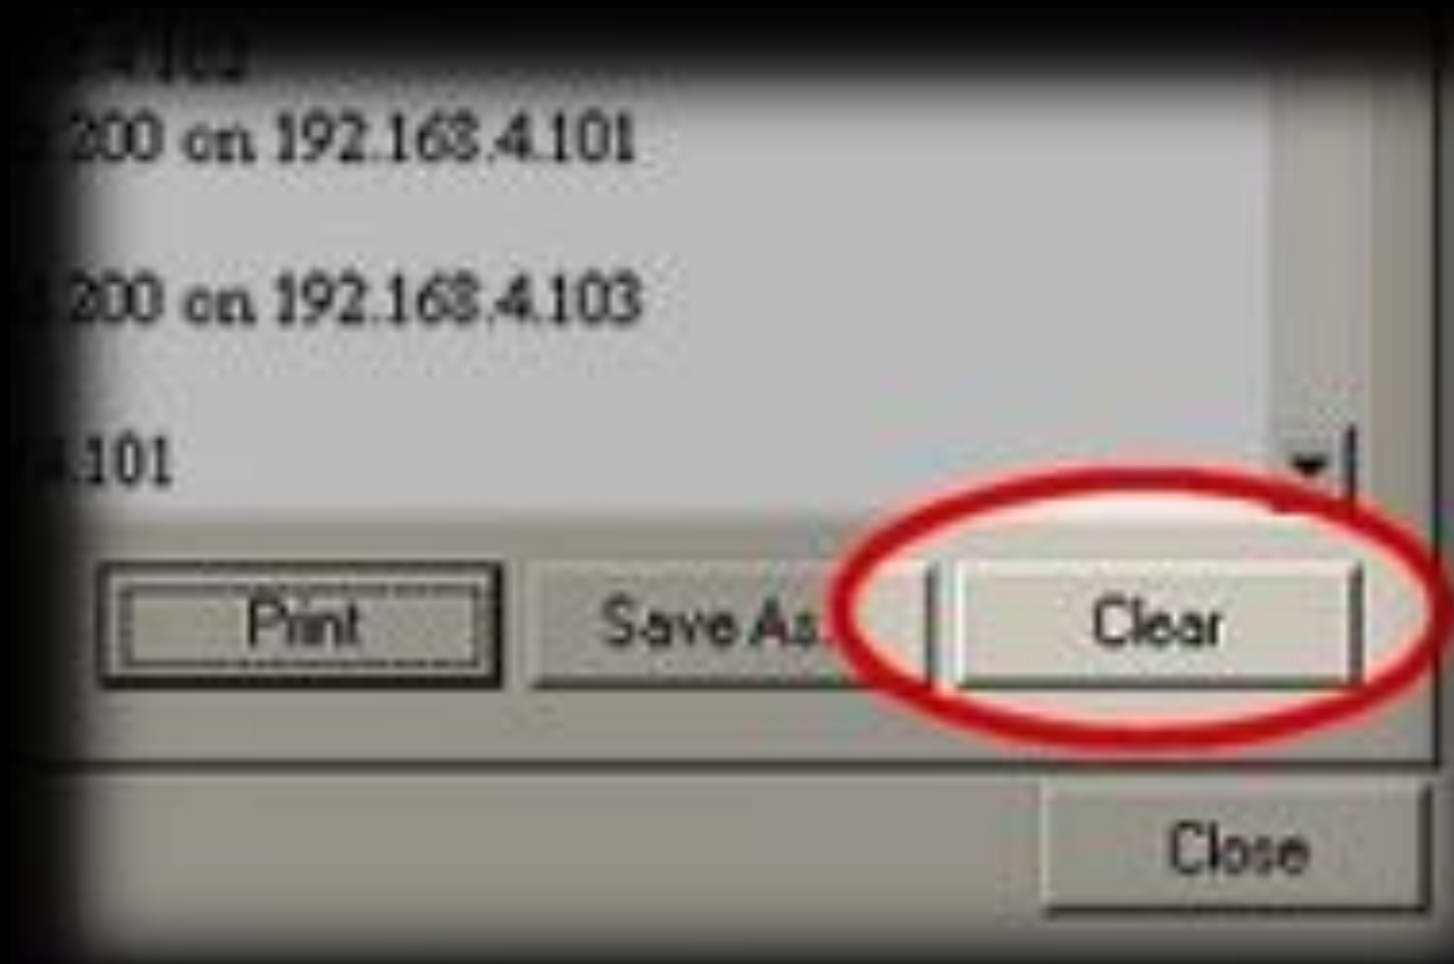 200 on 192.168.4.101
200 on 192.168.4.103
.101
Print Save As. Clear
Close